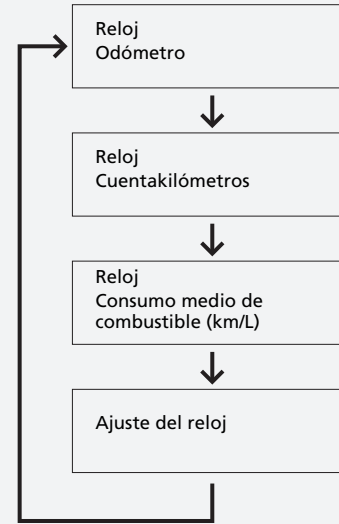 Reloj
Odómetro
Reloj
Cuentakilómetros
Reloj
Consumo medio de
combustible (km/L)
Ajuste del reloj